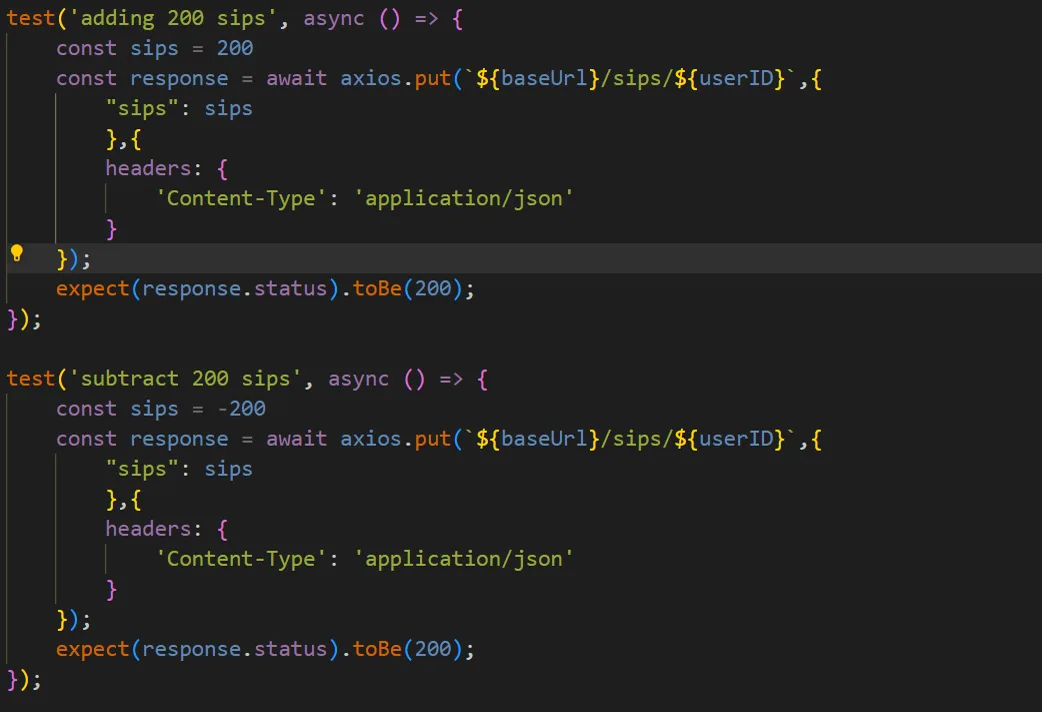 test('adding 200 sips', async () => {
    const sips = 200
    const response = await axios.put(`${baseUrl}/sips/${userID}`,{
        "sips": sips
        },{
        headers: {
            'Content-Type': 'application/json'
        }
    });
    expect(response.status).toBe(200);
});

test('subtract 200 sips', async () => {
    const sips = -200
    const response = await axios.put(`${baseUrl}/sips/${userID}`,{
        "sips": sips
        },{
        headers: {
            'Content-Type': 'application/json'
        }
    });
    expect(response.status).toBe(200);
});